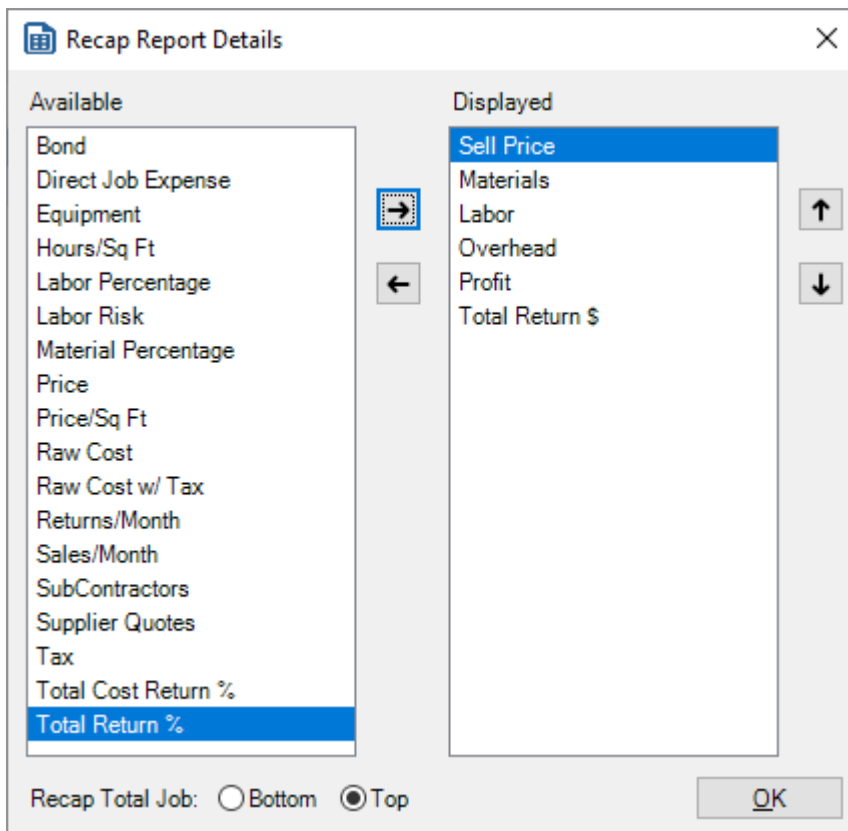 Recap Report Details
Available
Bond
Direct Job Expense
Equipment
Hours/Sq Ft
Labor Percentage
Labor Risk
Material Percentage
Price
Price/Sq Ft
Raw Cost
Raw Cost w/ Tax
Returns/Month
Sales/Month
SubContractors
Supplier Quotes
Tax
Total Cost Return %
Total Return %
Displayed
Sell Price
Materials
Labor
Overhead
Profit
Total Return $
Recap Total Job: Bottom Top
OK